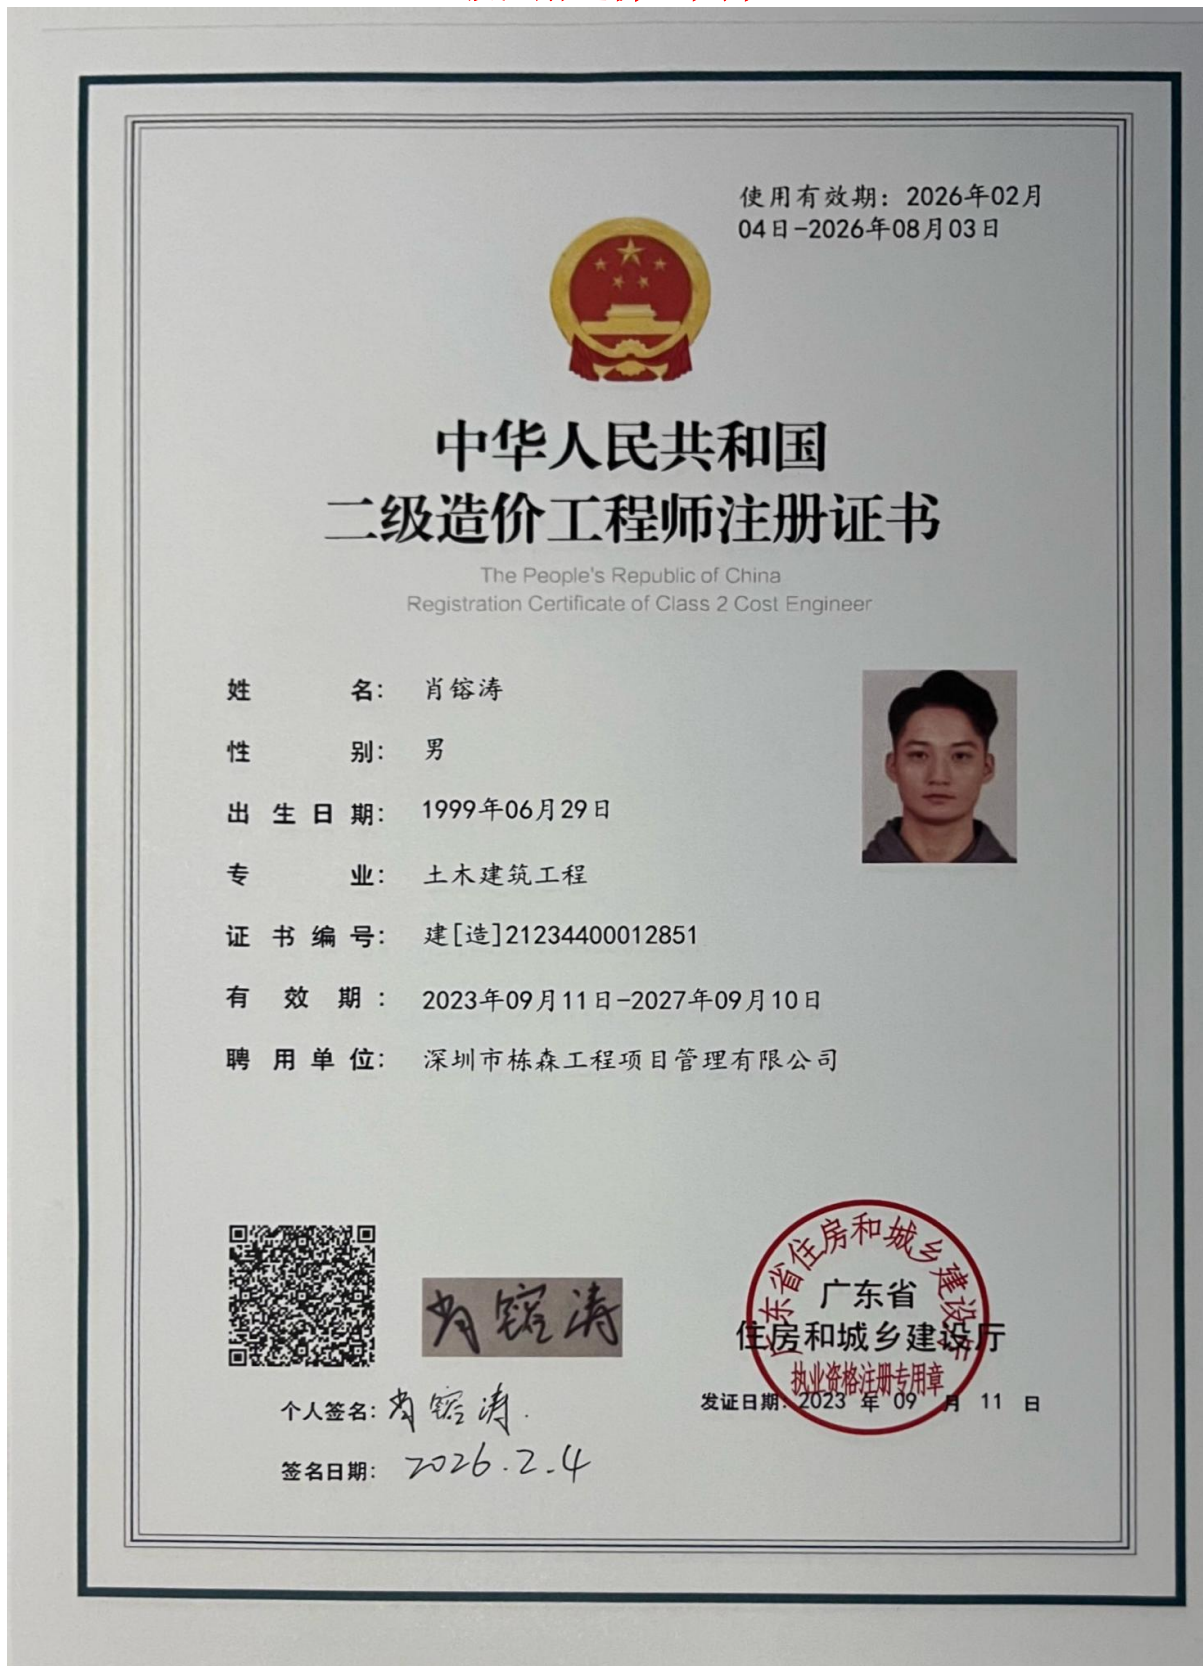 使用有效期：2026年02月
04日-2026年08月03日
中华人民共和国
二级造价工程师注册证书
The People's Republic of China
Registration Certificate of Class 2 Cost Engineer
姓名：肖镕涛
性别：男
出生日期：1999年06月29日
专业：土木建筑工程
证书编号：建[造]21234400012851
有效期：2023年09月11日-2027年09月10日
聘用单位：深圳市栋森工程项目管理有限公司
肖镕涛
个人签名：肖镕涛.
签名日期：2026.2.4
广东省住房和城乡建设厅
广东省
住房和城乡建设厅
执业资格注册专用章
发证日期：2023年09月11日